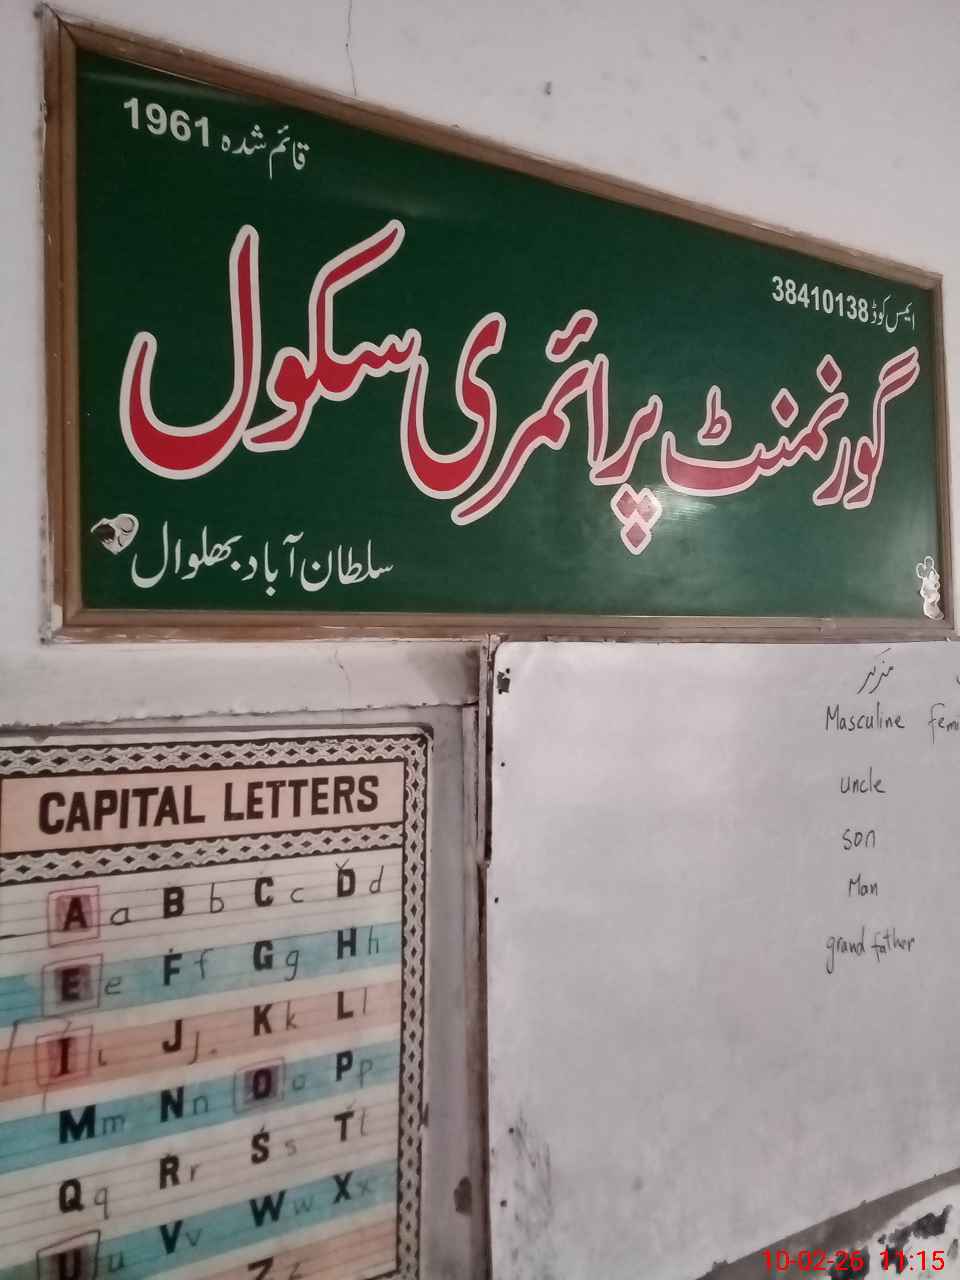 قائم شدہ 1961
ایمس کوڈ 38410138
گورنمنٹ پرائمری سکول
سلطان آباد بھلوال
CAPITAL LETTERS
A a B b C c D d
E e F f G g H h
I i J j K k L l
M m N n O o P p
Q q R r S s T t
U u V v W w X x
Z z
مذکر
Masculine
uncle
son
Man
grand father
10-02-26 11:15